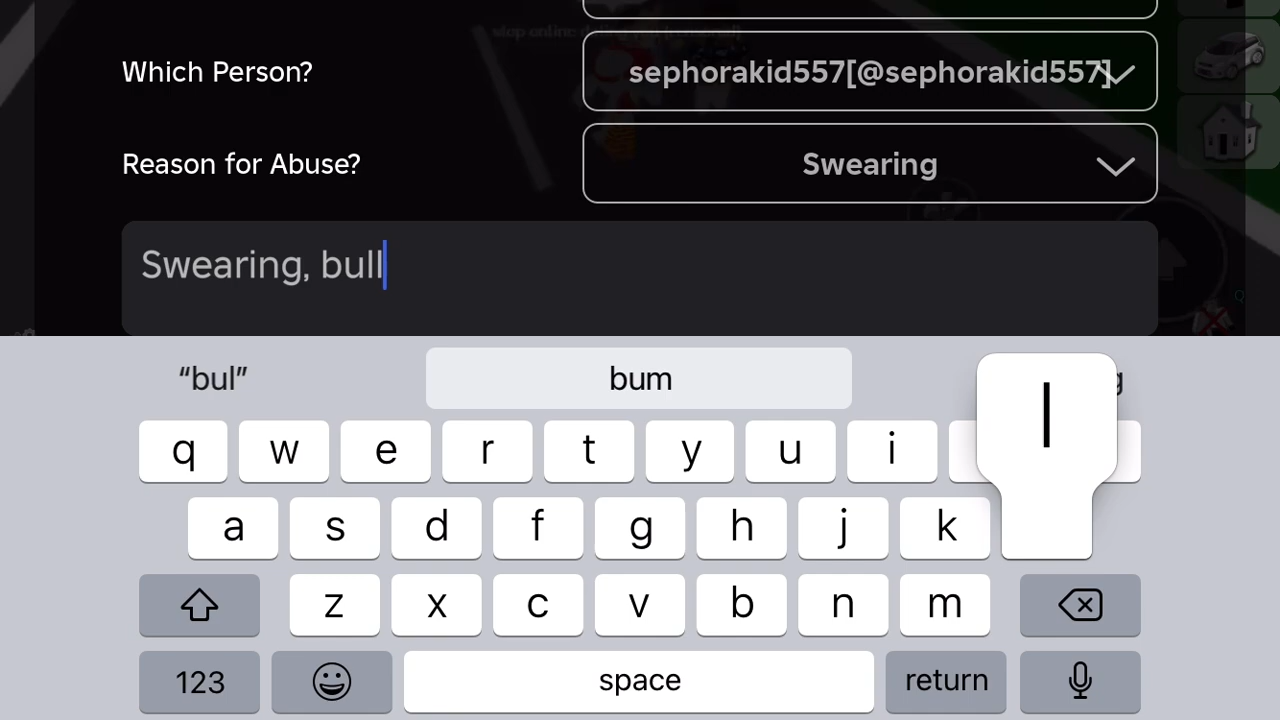 Which Person?
sephorakid557[@sephorakid557]
Reason for Abuse?
Swearing
Swearing, bull
“bul” bum
q w e r t y u i
l
a s d f g h j k
z x c v b n m
123 space return